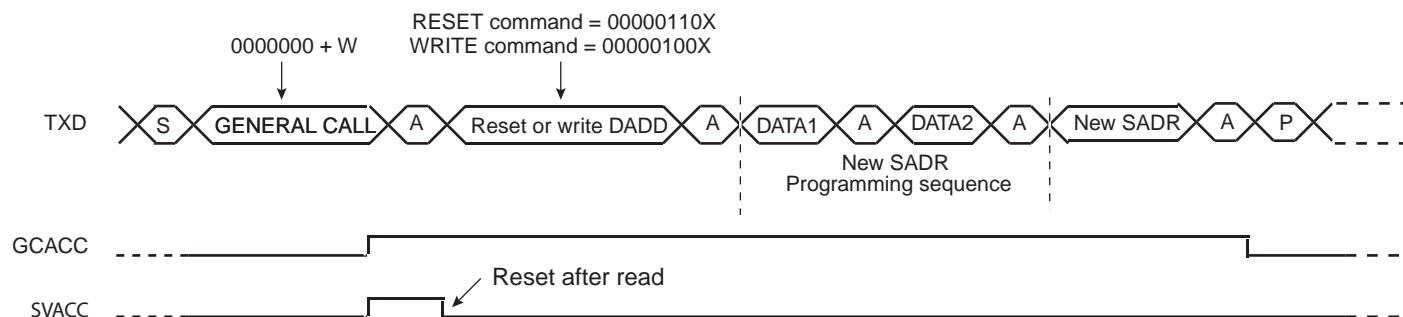 RESET command = 00000110X
0000000 + W
WRITE command = 00000100X
TXD
S
GENERAL CALL
A
Reset or write DADD
A
DATA1
A
DATA2
A
New SADR
A
P
New SADR
Programming sequence
GCACC
Reset after read
SVACC